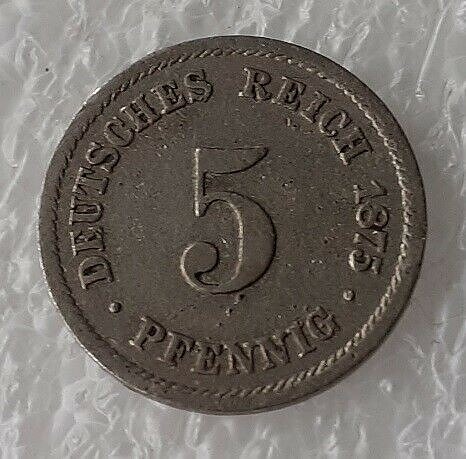 DEUTSCHES REICH 1875
5
· PFENNIG ·